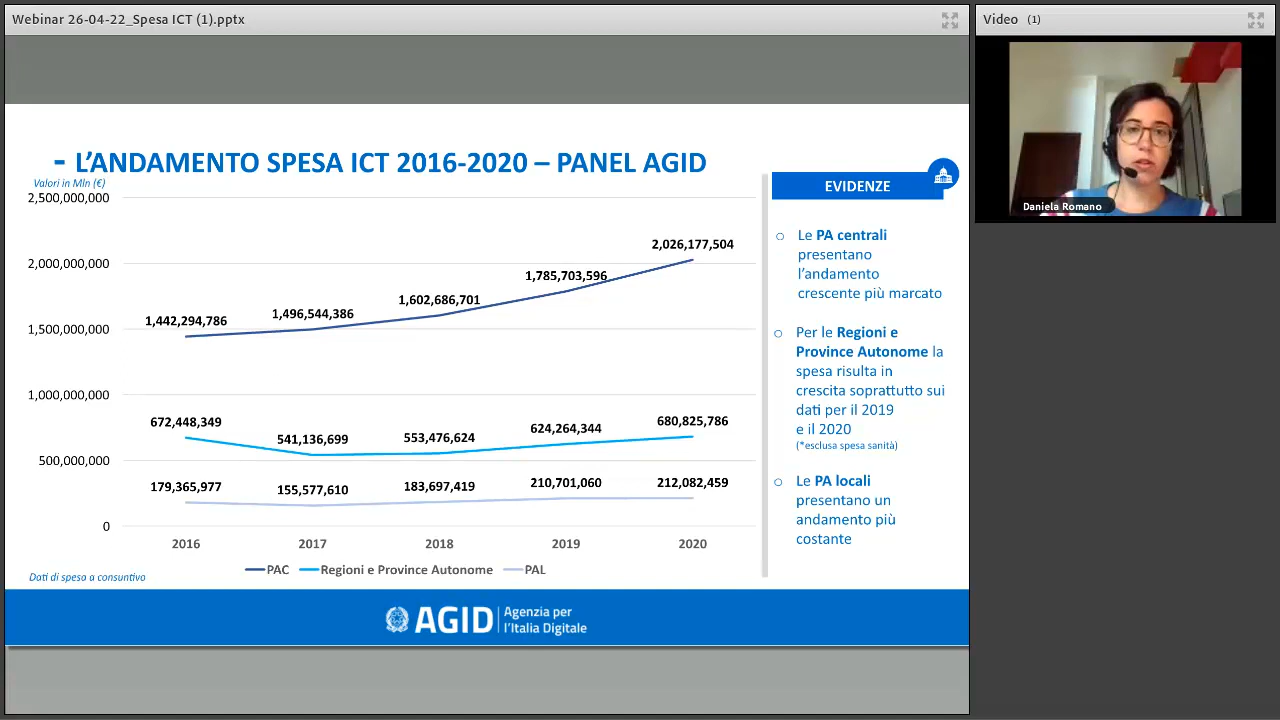 Webinar 26-04-22_Spesa ICT (1).pptx
Video (1)
Daniela Romano
- L'ANDAMENTO SPESA ICT 2016-2020 – PANEL AGID
Valori in Mln (€)
2,500,000,000
2,000,000,000
1,500,000,000
1,000,000,000
500,000,000
0
1,442,294,786
1,496,544,386
1,602,686,701
1,785,703,596
2,026,177,504
672,448,349
541,136,699
553,476,624
624,264,344
680,825,786
179,365,977
155,577,610
183,697,419
210,701,060
212,082,459
2016 2017 2018 2019 2020
PAC Regioni e Province Autonome PAL
Dati di spesa a consuntivo
EVIDENZE
○ Le PA centrali
presentano
l'andamento
crescente più marcato
○ Per le Regioni e
Province Autonome la
spesa risulta in
crescita soprattutto sui
dati per il 2019
e il 2020
(*esclusa spesa sanità)
○ Le PA locali
presentano un
andamento più
costante
AGID Agenzia per
l'Italia Digitale